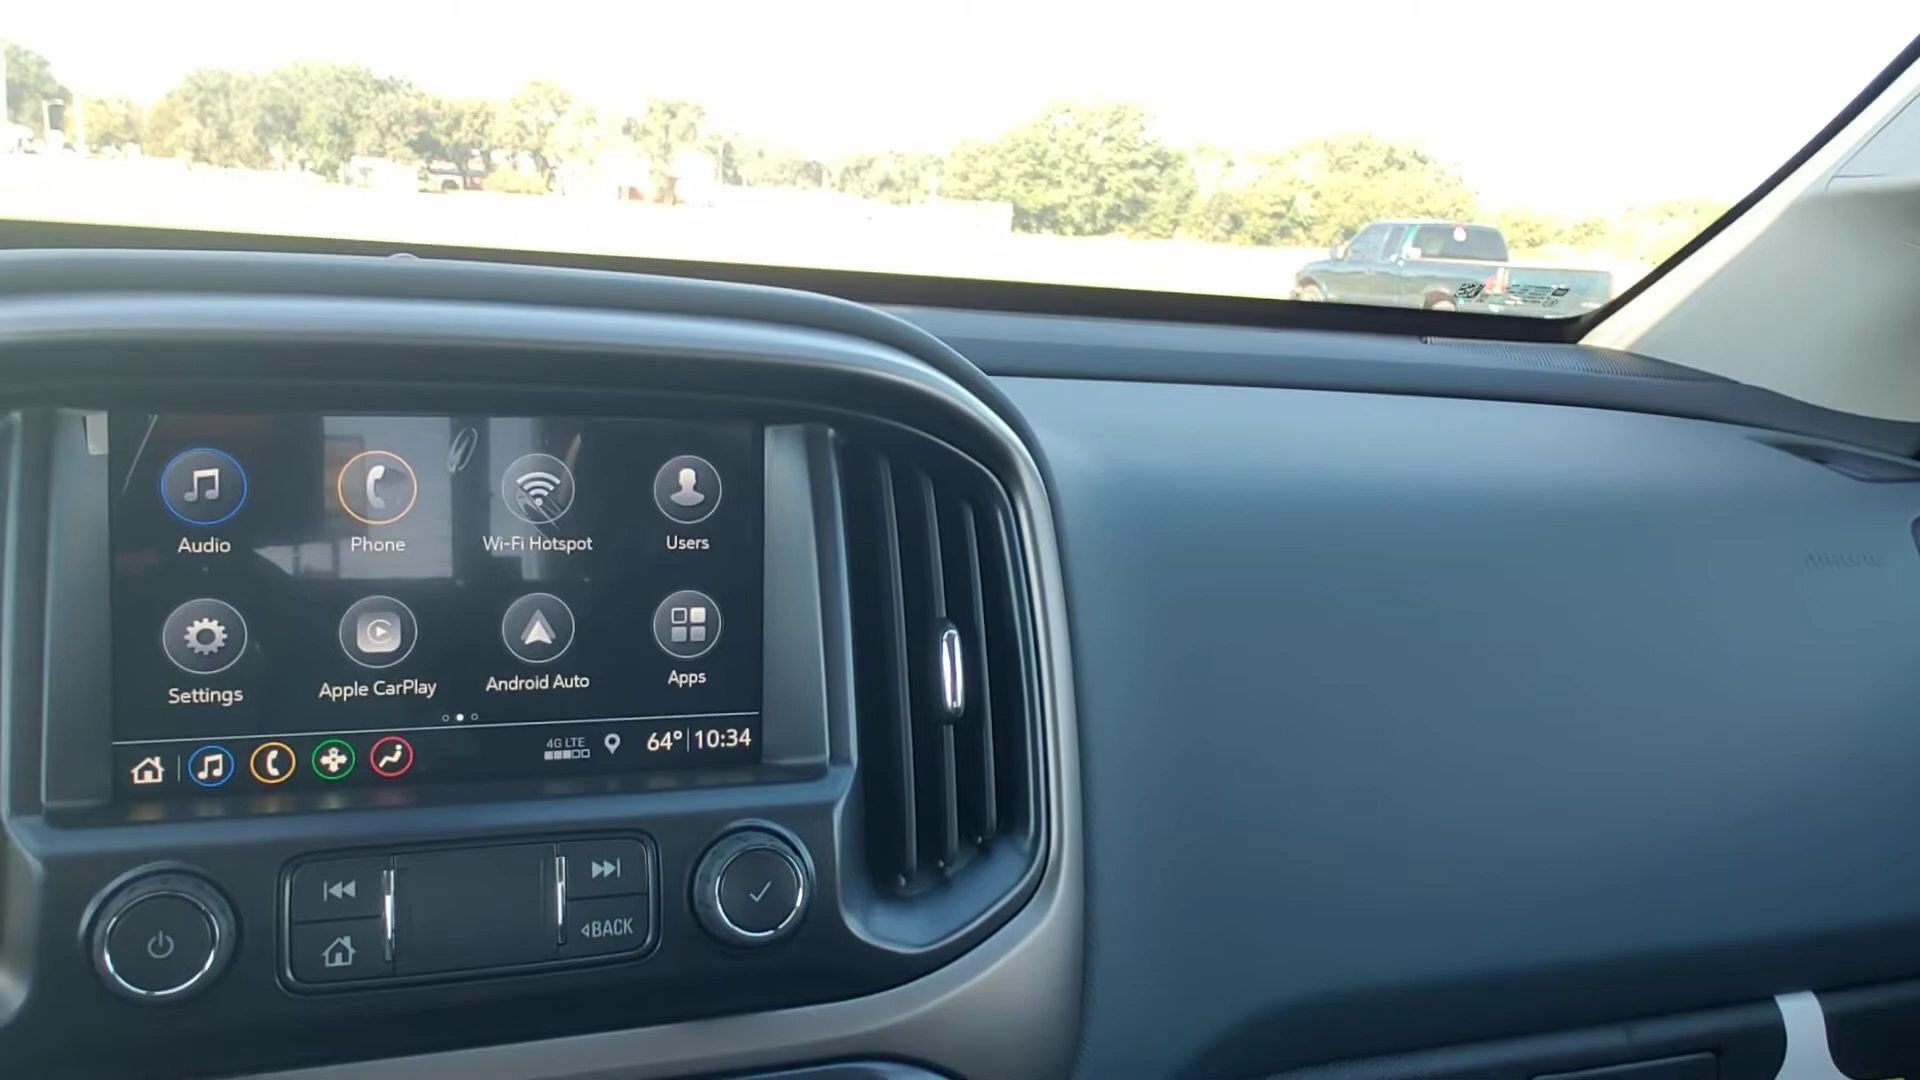 Audio Phone Wi-Fi Hotspot Users
Settings Apple CarPlay Android Auto Apps
4G LTE 64° 10:34
BACK